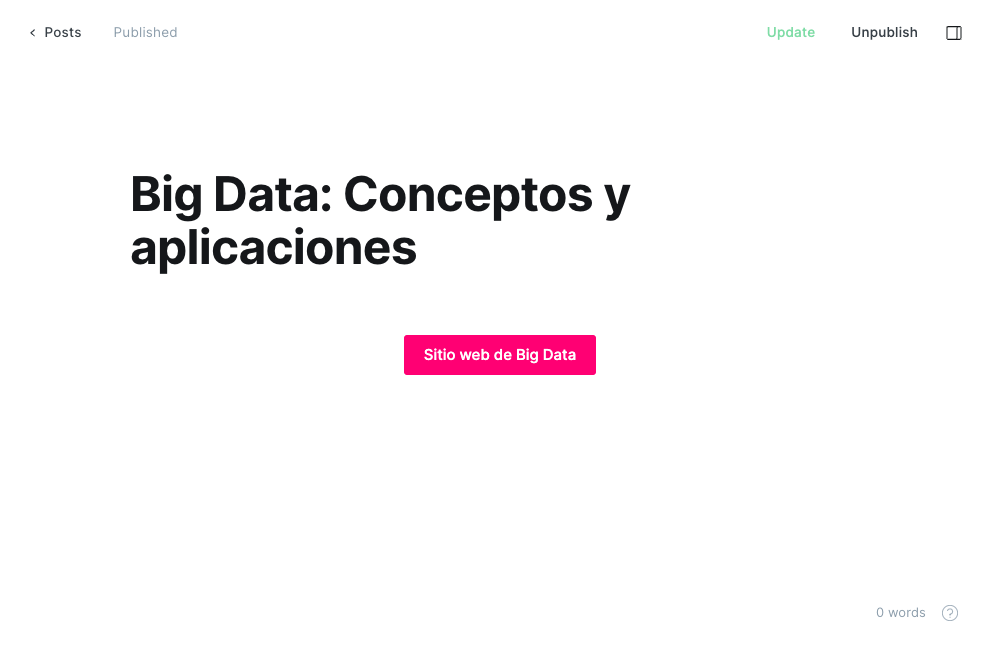 Posts
Published
Update
Unpublish
Big Data: Conceptos y
aplicaciones
Sitio web de Big Data
0 words
?